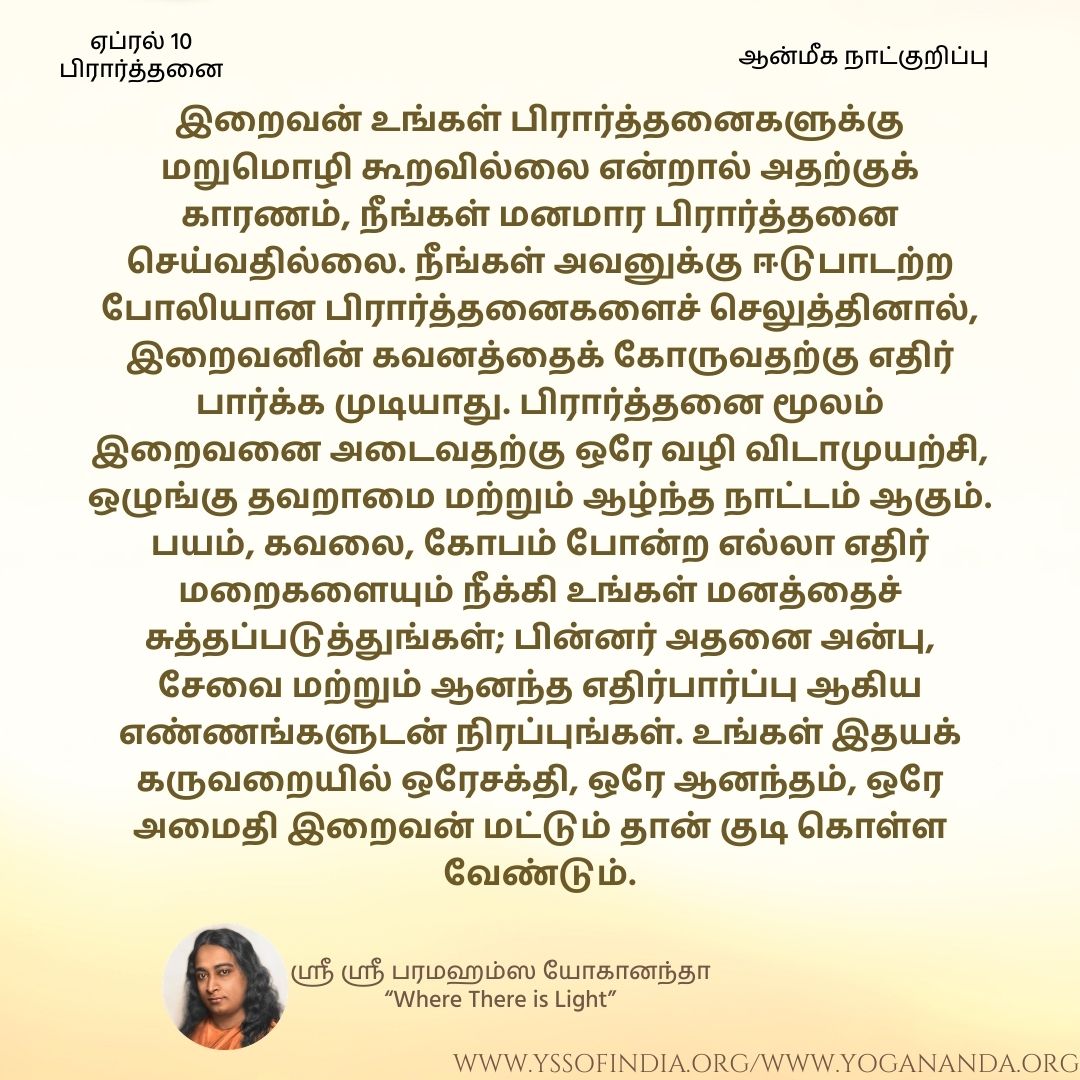 ஏப்ரல் 10
பிரார்த்தனை
ஆன்மீக நாட்குறிப்பு
இறைவன் உங்கள் பிரார்த்தனைகளுக்கு
மறுமொழி கூறவில்லை என்றால் அதற்குக்
காரணம், நீங்கள் மனமார பிரார்த்தனை
செய்வதில்லை. நீங்கள் அவனுக்கு ஈடுபாடற்ற
போலியான பிரார்த்தனைகளைச் செலுத்தினால்,
இறைவனின் கவனத்தைக் கோருவதற்கு எதிர்
பார்க்க முடியாது. பிரார்த்தனை மூலம்
இறைவனை அடைவதற்கு ஒரே வழி விடாமுயற்சி,
ஒழுங்கு தவறாமை மற்றும் ஆழ்ந்த நாட்டம் ஆகும்.
பயம், கவலை, கோபம் போன்ற எல்லா எதிர்
மறைகளையும் நீக்கி உங்கள் மனத்தைச்
சுத்தப்படுத்துங்கள்; பின்னர் அதனை அன்பு,
சேவை மற்றும் ஆனந்த எதிர்பார்ப்பு ஆகிய
எண்ணங்களுடன் நிரப்புங்கள். உங்கள் இதயக்
கருவறையில் ஒரேசக்தி, ஒரே ஆனந்தம், ஒரே
அமைதி இறைவன் மட்டும் தான் குடி கொள்ள
வேண்டும்.
ஸ்ரீ ஸ்ரீ பரமஹம்ஸ யோகானந்தா
“Where There is Light”
WWW.YSSOFINDIA.ORG/WWW.YOGANANDA.ORG